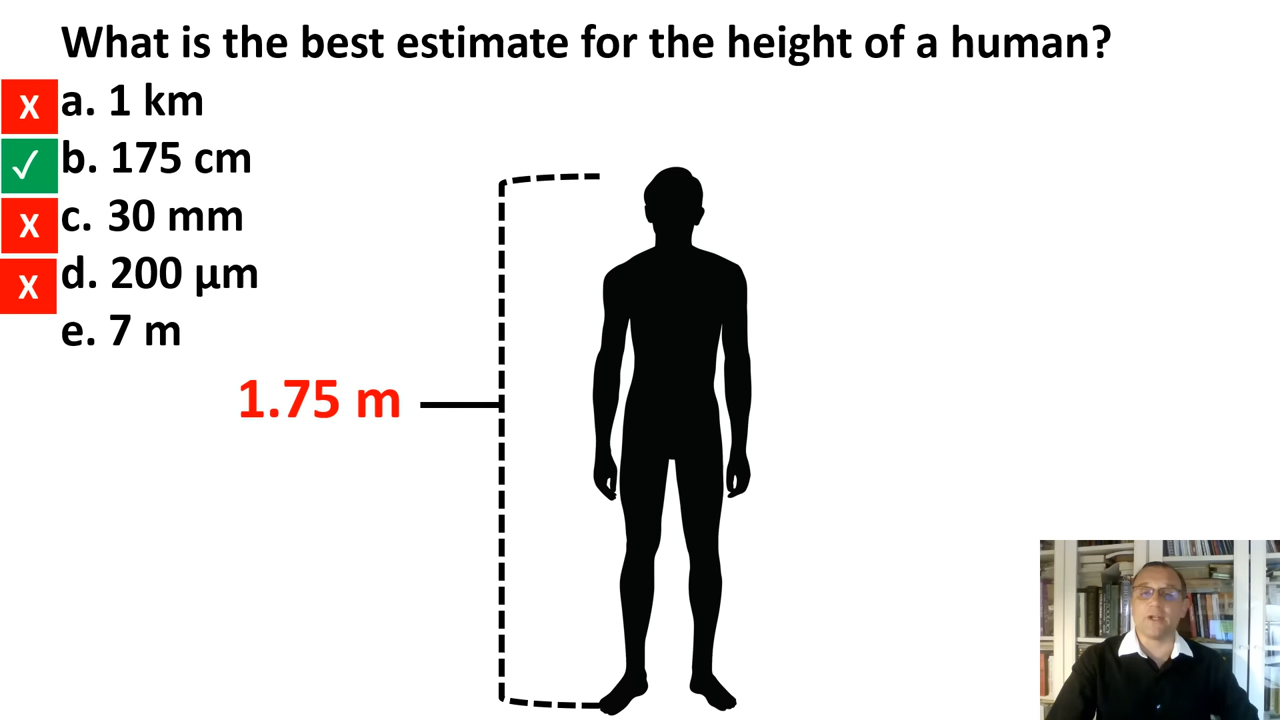 What is the best estimate for the height of a human?
X a. 1 km
✓ b. 175 cm
X c. 30 mm
X d. 200 µm
e. 7 m
1.75 m